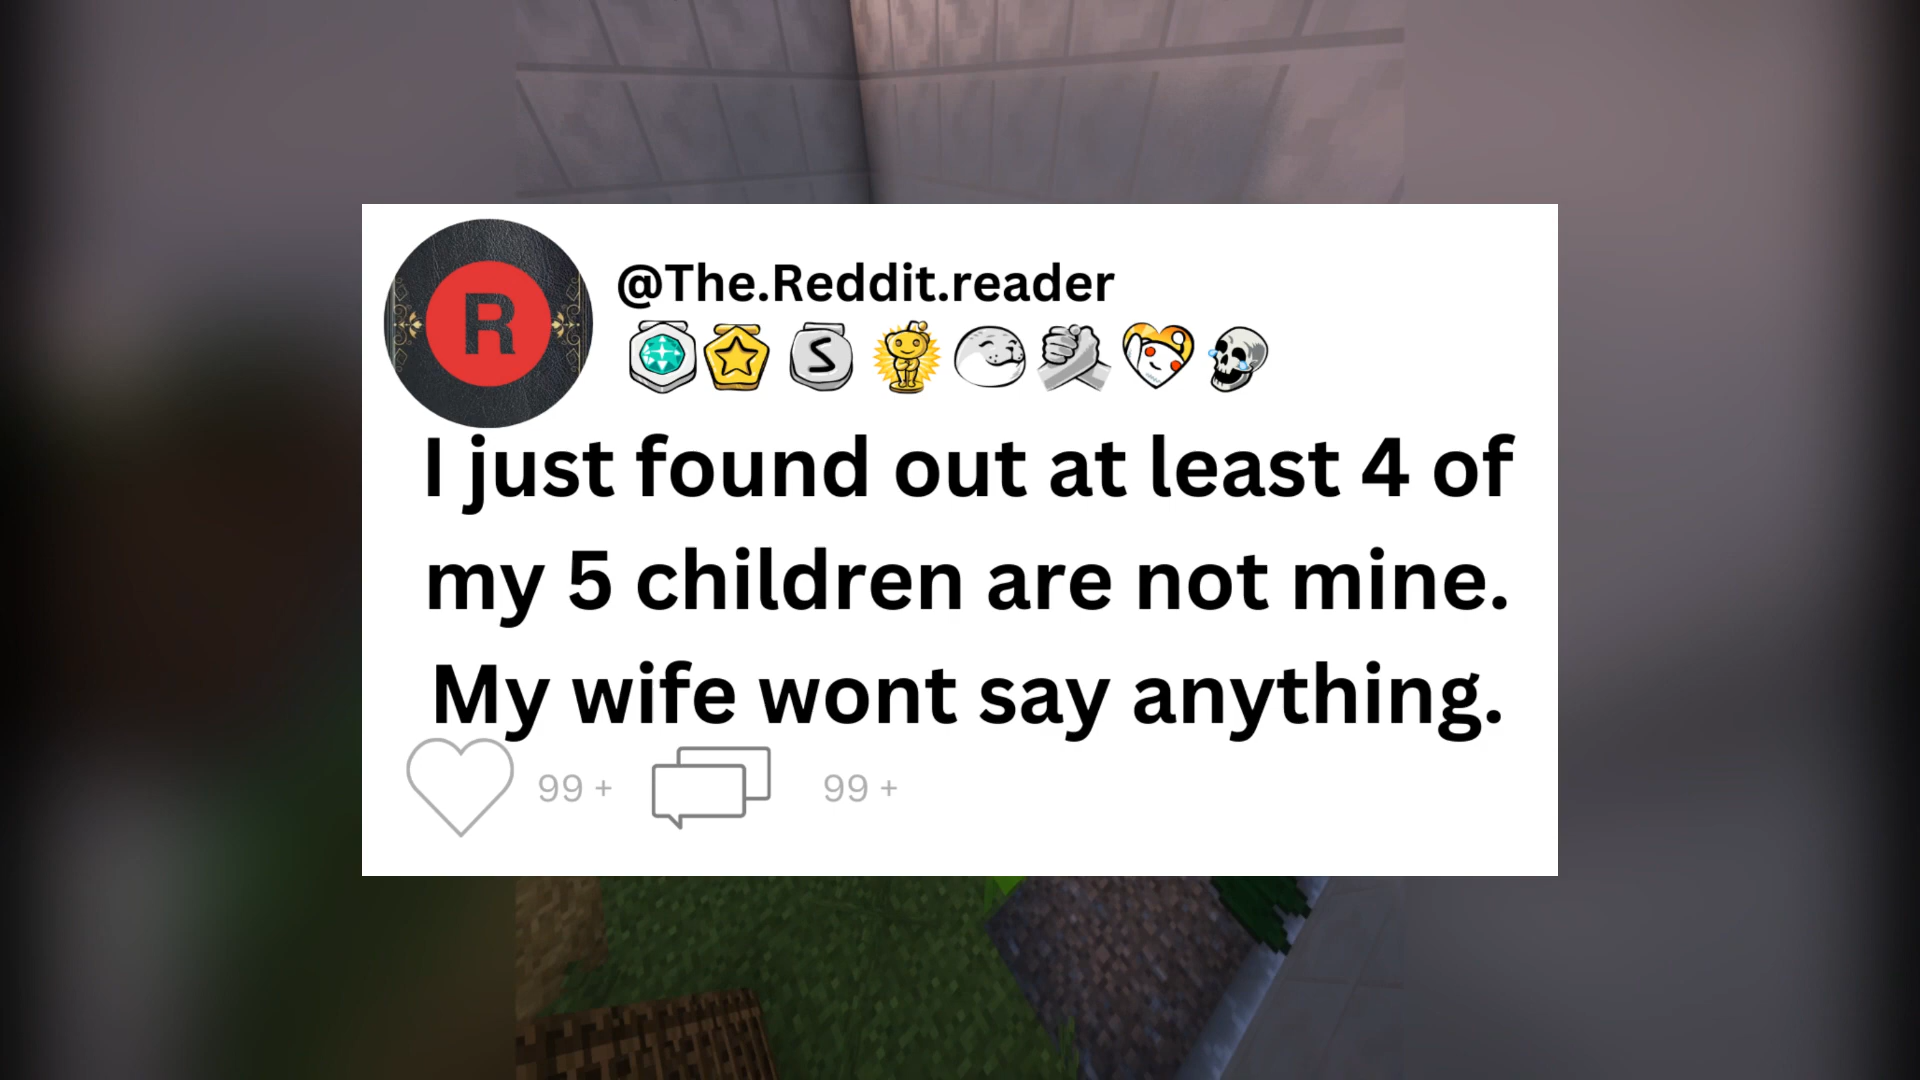 R
@The.Reddit.reader
S
I just found out at least 4 of
my 5 children are not mine.
My wife wont say anything.
99 + 99 +